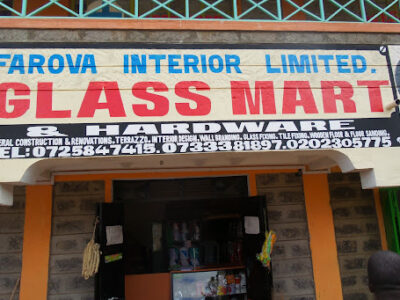 FAROVA INTERIOR LIMITED.
GLASS MART
& HARDWARE
ERAL CONSTRUCTION & RENOVATIONS, TERRAZZO, INTERIOR DESIGN, WALL BRANDING, GLASS FIXING, TILE FIXING, WOODEN FLOOR & FLOOR SANDING
TEL: 0725847415. 0733381897. 0202305775